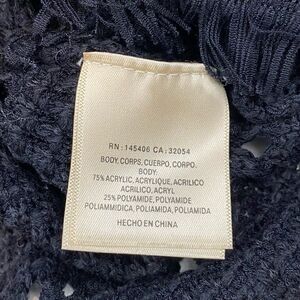 RN: 145406 CA: 32054
BODY, CORPS, CUERPO, CORPO,
BODY:
75% ACRYLIC, ACRYLIQUE, ACRILICO
ACRILICO, ACRYL
25% POLYAMIDE, POLYAMIDE
POLIAMMIDICA, POLIAMIDA, POLIAMIDA
HECHO EN CHINA